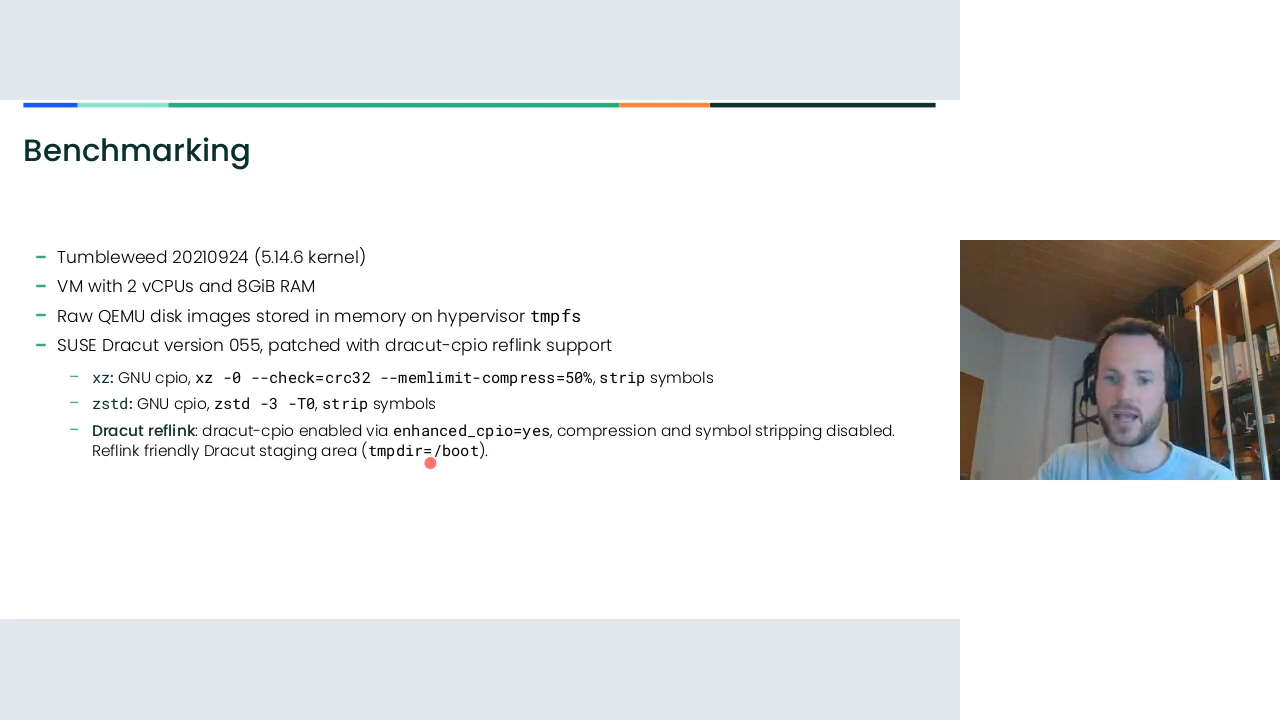 Benchmarking
Tumbleweed 20210924 (5.14.6 kernel)
VM with 2 vCPUs and 8GiB RAM
Raw QEMU disk images stored in memory on hypervisor tmpfs
SUSE Dracut version 055, patched with dracut-cpio reflink support
xz: GNU cpio, xz -0 --check=crc32 --memlimit-compress=50%, strip symbols
zstd: GNU cpio, zstd -3 -T0, strip symbols
Dracut reflink: dracut-cpio enabled via enhanced_cpio=yes, compression and symbol stripping disabled.
Reflink friendly Dracut staging area (tmpdir=/boot).